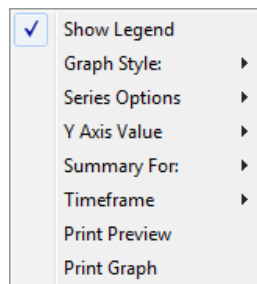 Show Legend
Graph Style:
Series Options
Y Axis Value
Summary For:
Timeframe
Print Preview
Print Graph